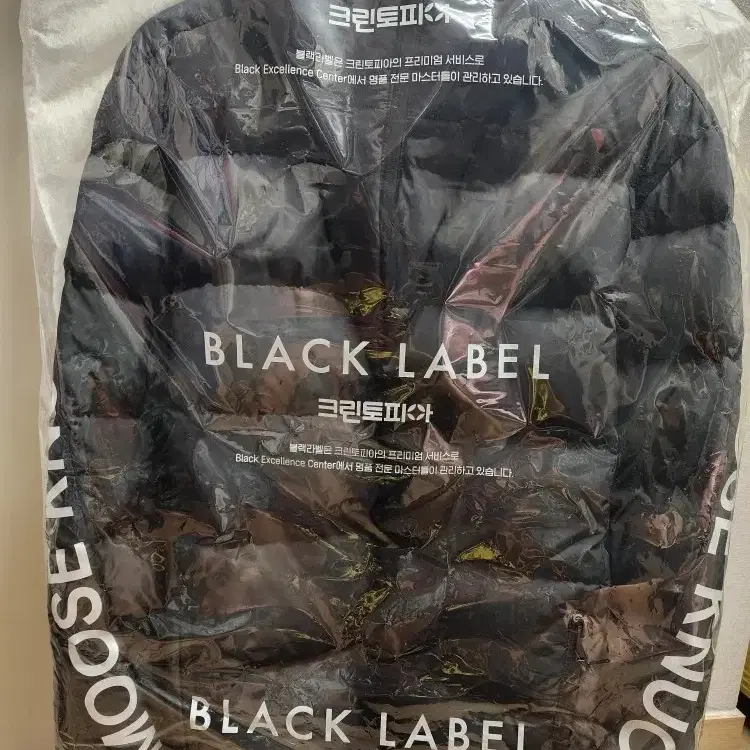 크린토피아
블랙라벨은 크린토피아의 프리미엄 서비스로
Black Excellence Center에서 명품 전문 마스터들이 관리하고 있습니다.
BLACK LABEL
크린토피아
블랙라벨은 크린토피아의 프리미엄 서비스로
Black Excellence Center에서 명품 전문 마스터들이 관리하고 있습니다.
MOOSE KN
SE KNUC
BLACK LABEL